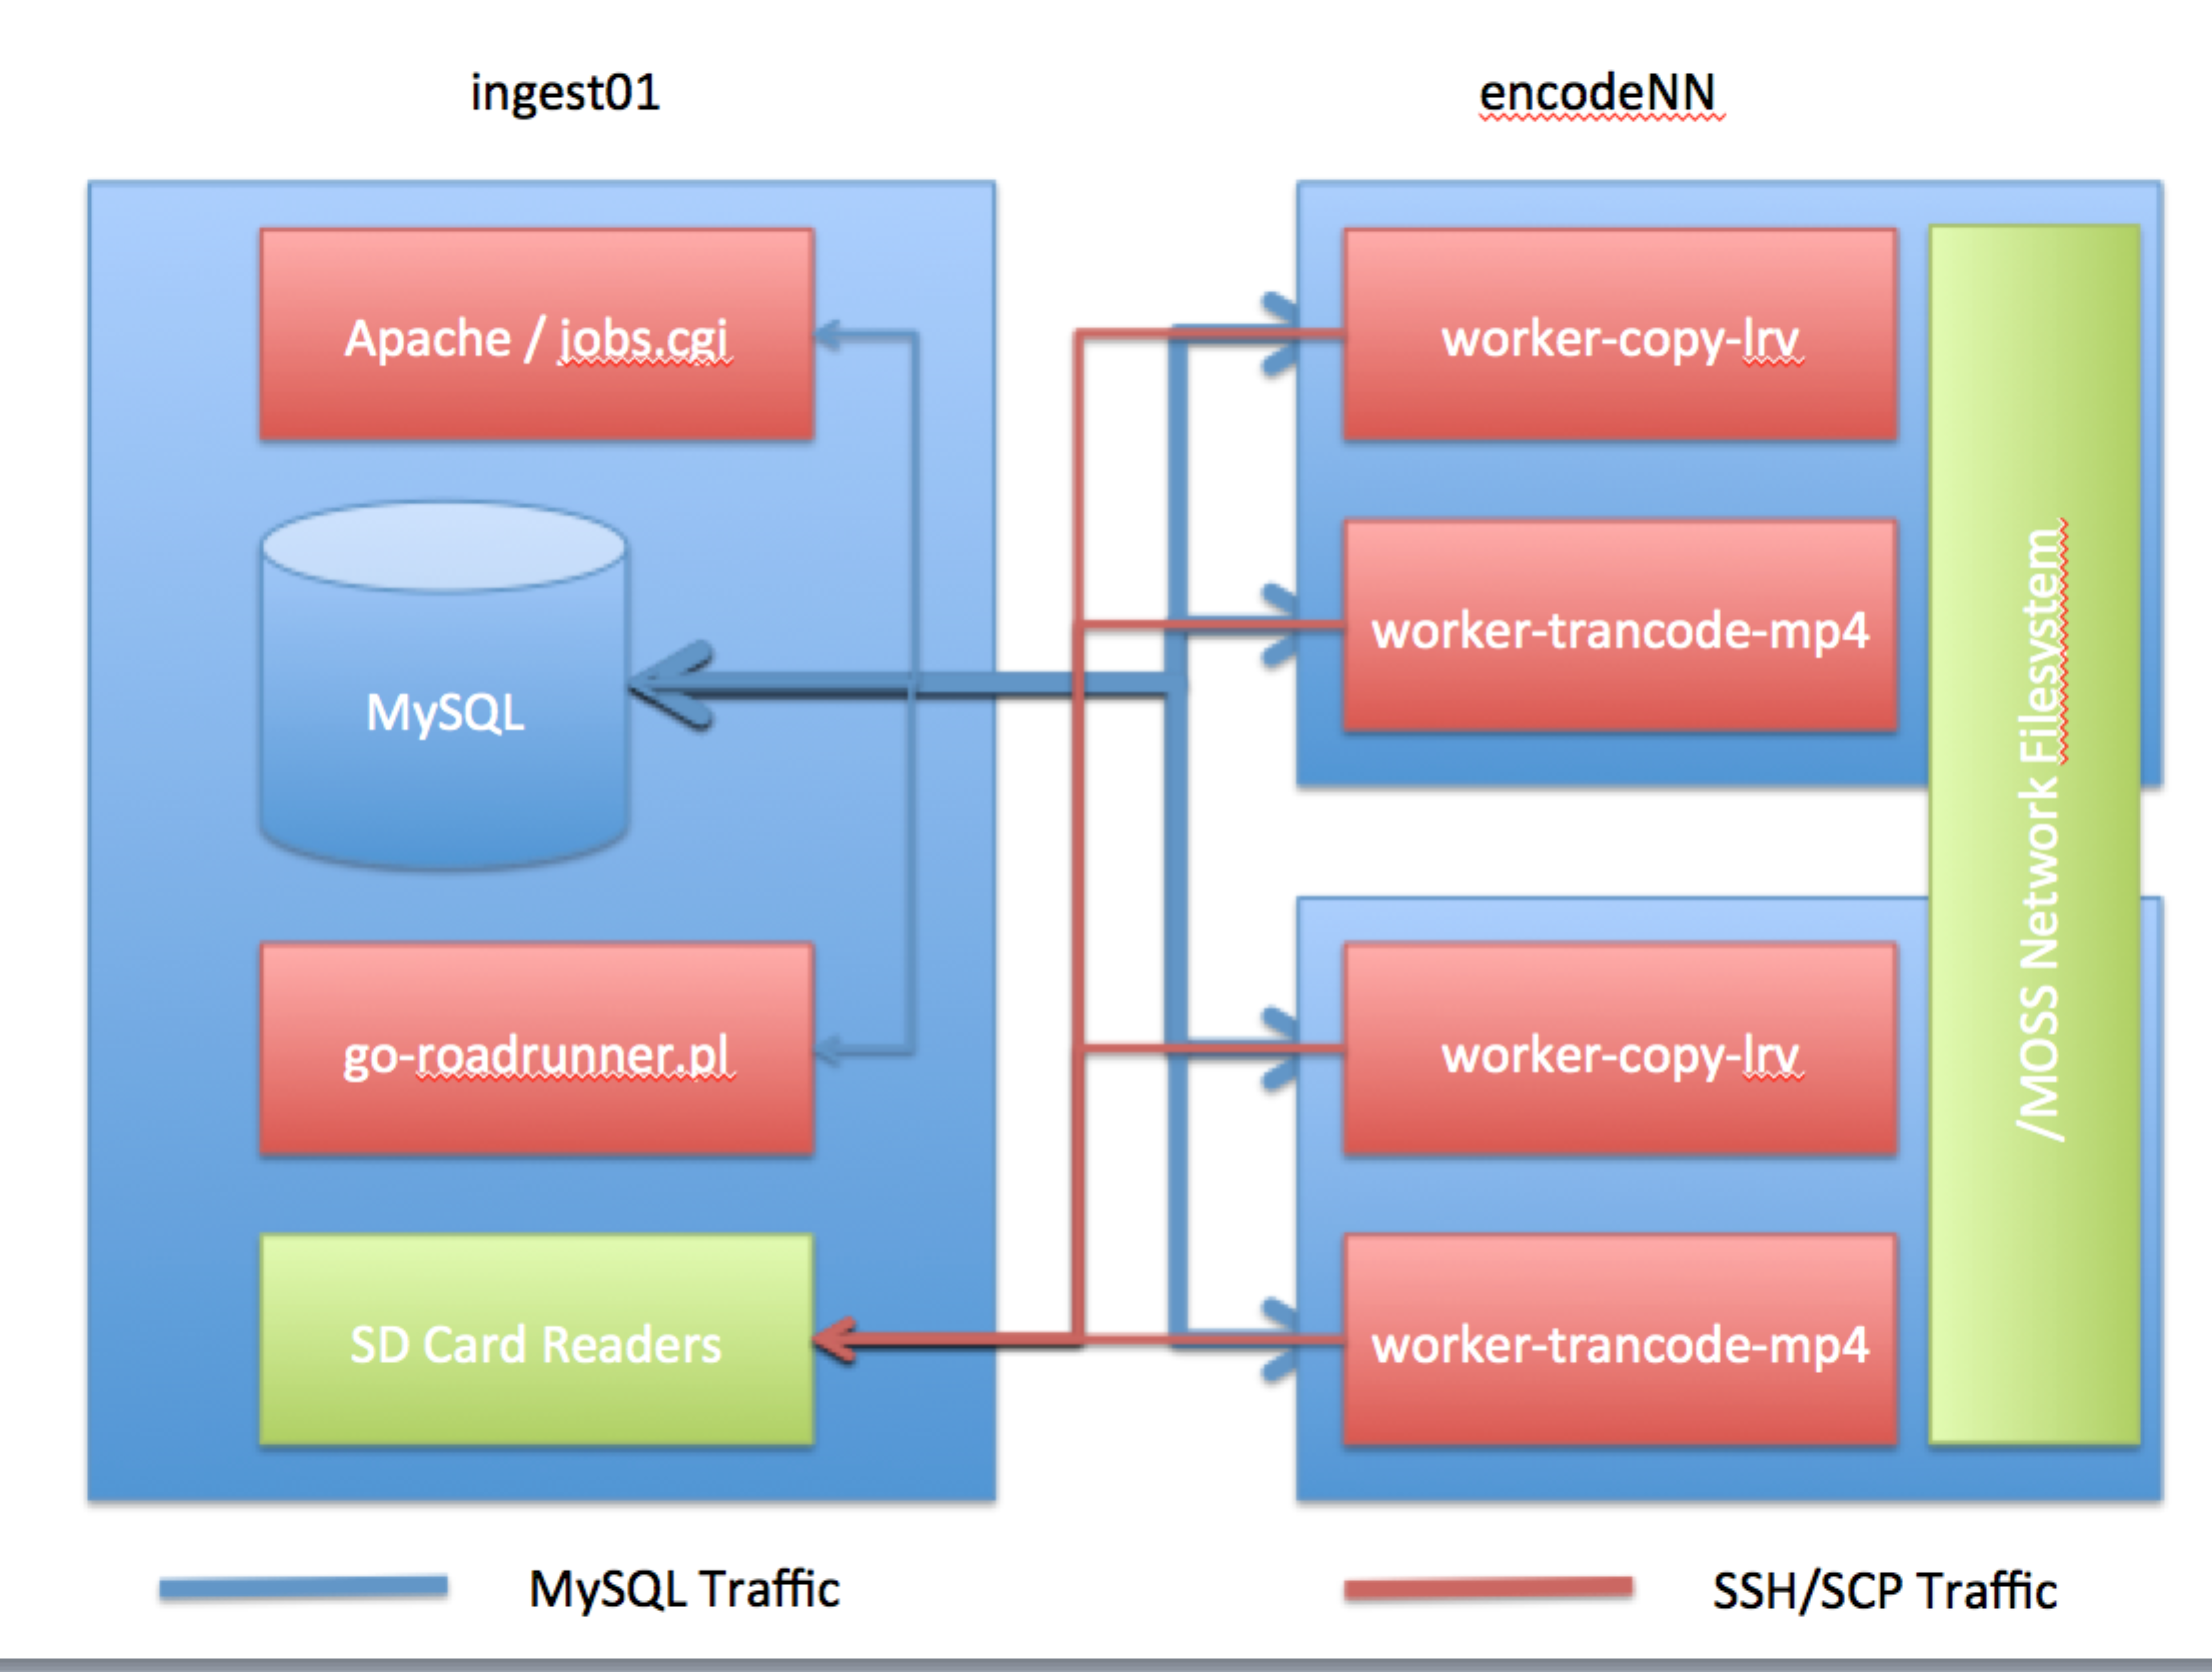 ingest01
encodeNN
Apache / jobs.cgi
MySQL
go-roadrunner.pl
SD Card Readers
worker-copy-lrv
worker-trancode-mp4
worker-copy-lrv
worker-trancode-mp4
/MOSS Network Filesystem
MySQL Traffic
SSH/SCP Traffic